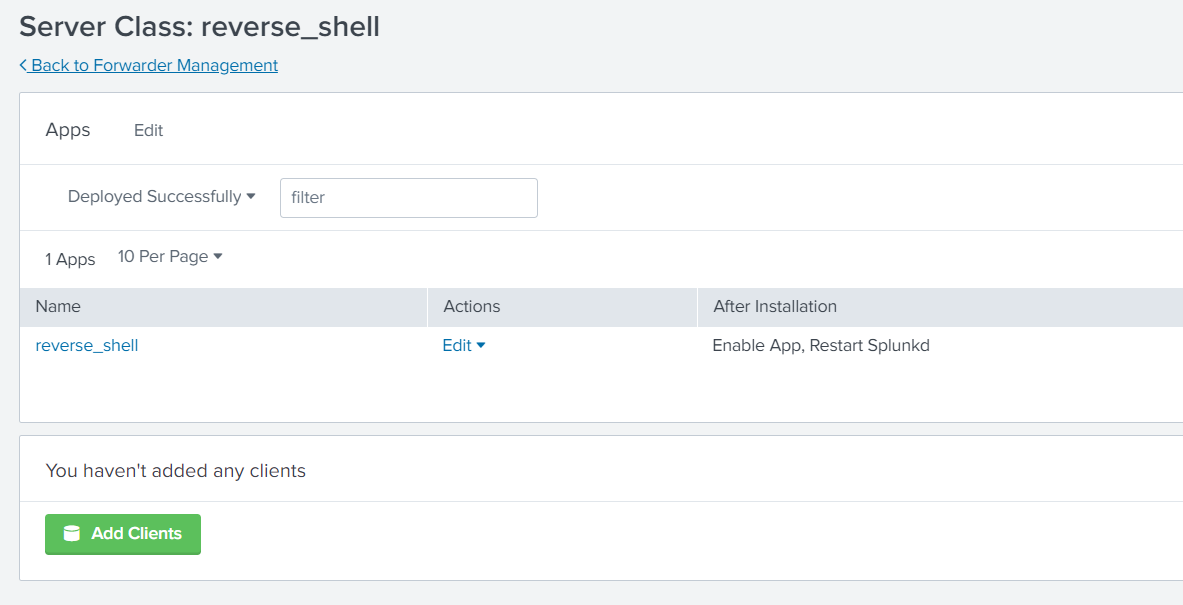 Server Class: reverse_shell
Back to Forwarder Management
Apps Edit
Deployed Successfully filter
1 Apps 10 Per Page
Name Actions After Installation
reverse_shell Edit Enable App, Restart Splunkd
You haven't added any clients
Add Clients